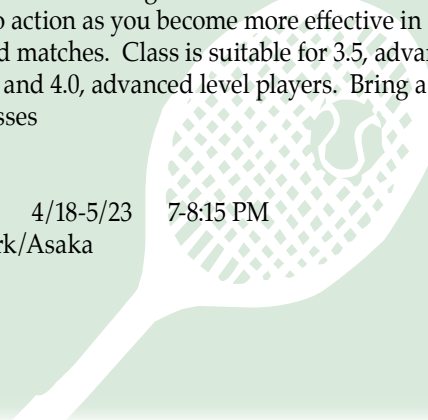 o action as you become more effective in
d matches. Class is suitable for 3.5, advan
and 4.0, advanced level players. Bring a
sses
4/18-5/23 7-8:15 PM
rk/Asaka